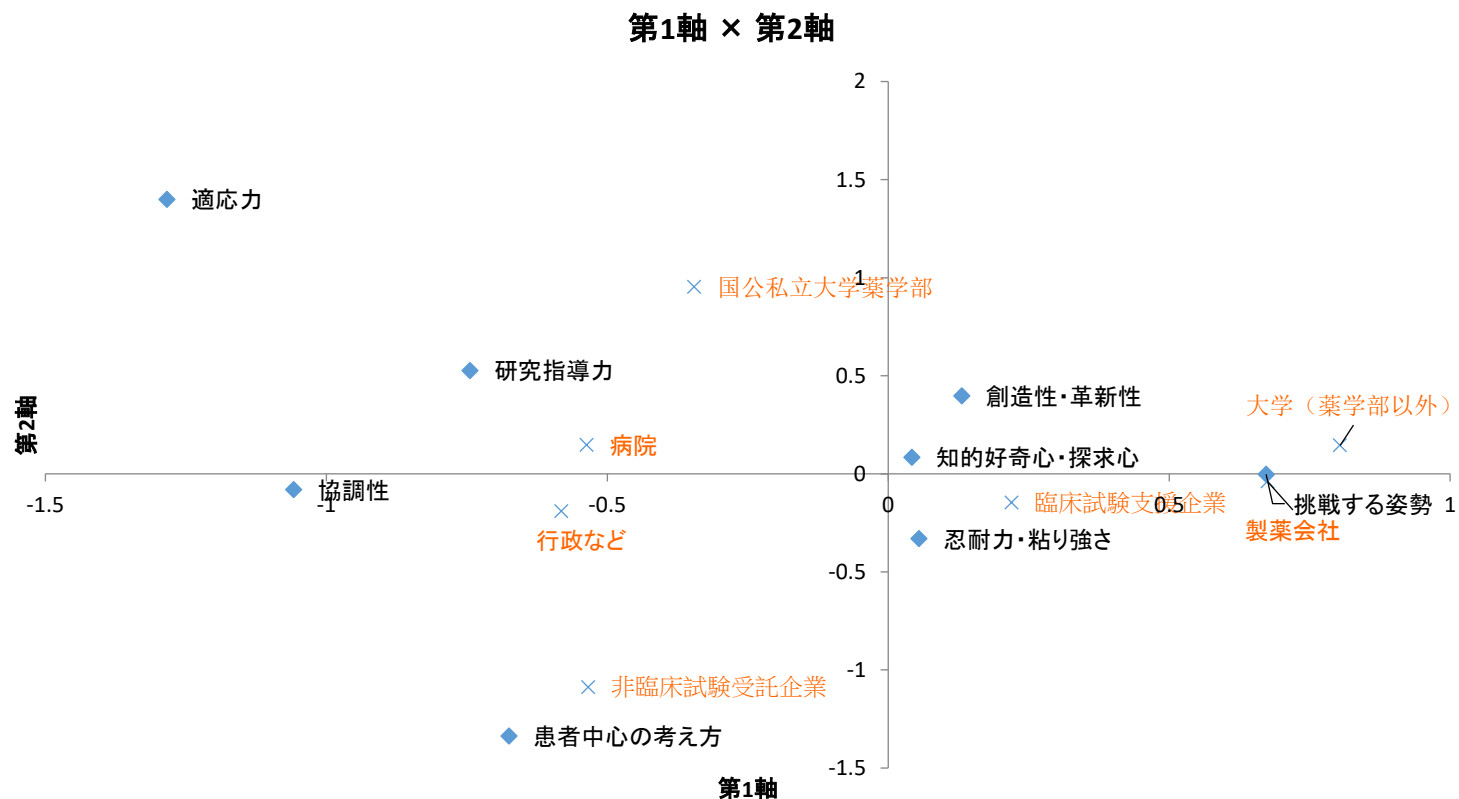 第1軸 × 第2軸
2
適応力
1.5
国公私立大学薬学部
1
研究指導力
0.5
創造性・革新性
大学（薬学部以外）
第2軸
病院
知的好奇心・探求心
0
-1.5
-1
-0.5
0.5
1
協調性
臨床試験支援企業
挑戦する姿勢
製薬会社
行政など
忍耐力・粘り強さ
-0.5
-1
非臨床試験受託企業
患者中心の考え方
-1.5
第1軸